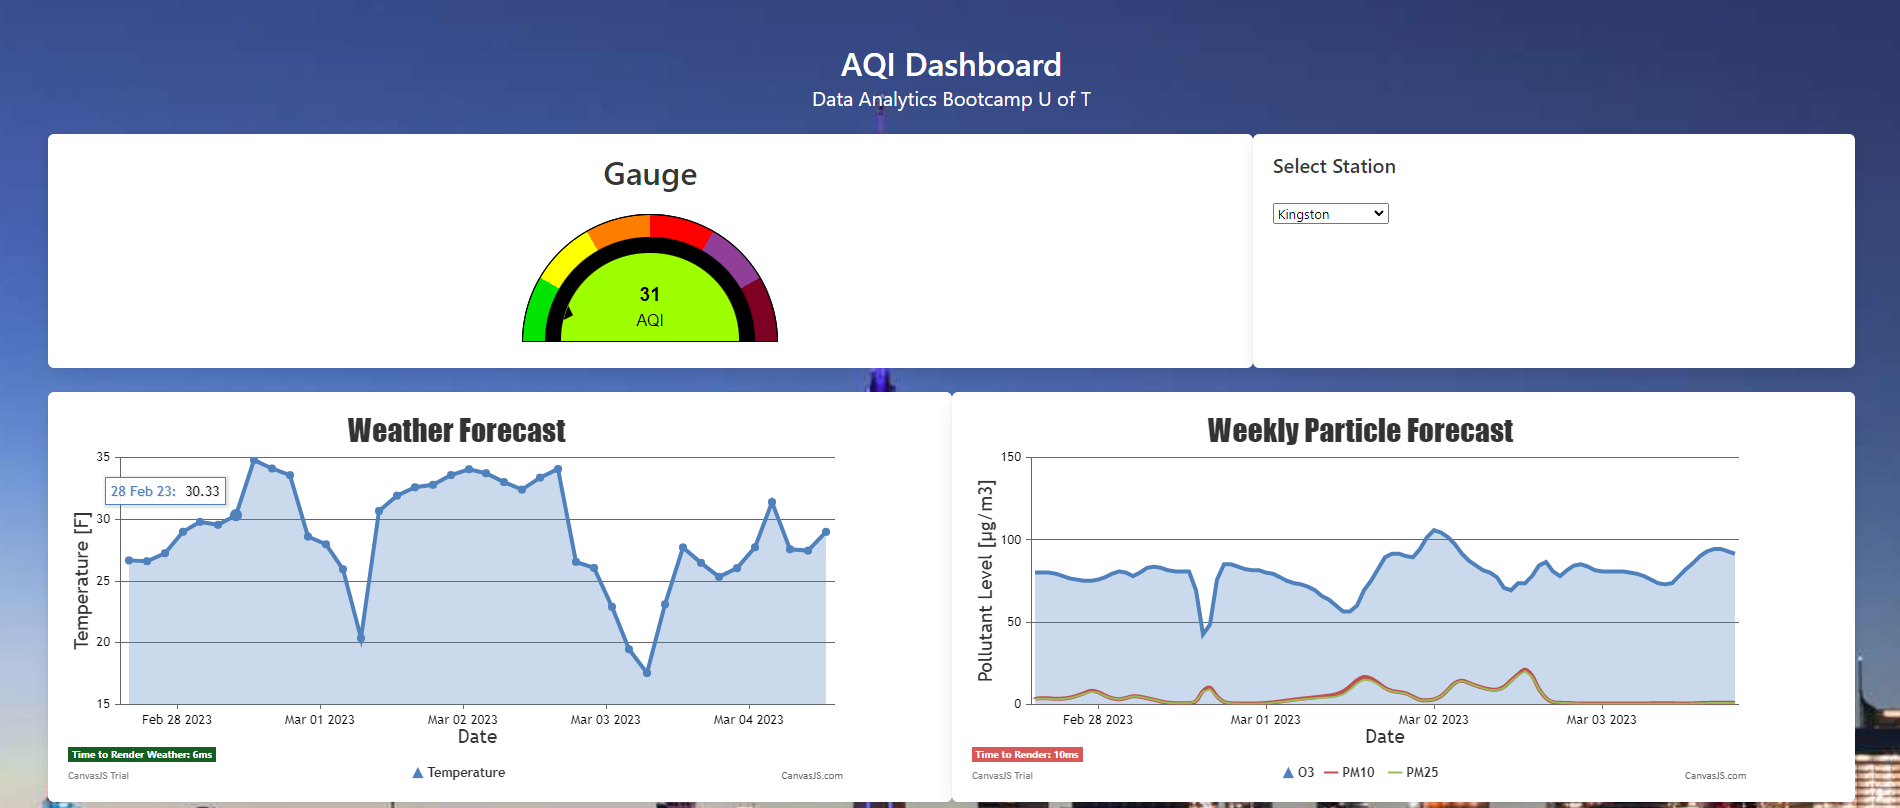 AQI Dashboard
Data Analytics Bootcamp U of T
Gauge
31
AQI
Select Station
Kingston
Weather Forecast
35
30
25
20
15
Temperature [F]
28 Feb 23: 30.33
Feb 28 2023 Mar 01 2023 Mar 02 2023 Mar 03 2023 Mar 04 2023
Date
Time to Render Weather: 6ms
Temperature
CanvasJS Trial
CanvasJS.com
Weekly Particle Forecast
150
100
50
0
Pollutant Level [µg/m3]
Feb 28 2023 Mar 01 2023 Mar 02 2023 Mar 03 2023
Date
Time to Render: 10ms
O3 PM10 PM25
CanvasJS Trial
CanvasJS.com